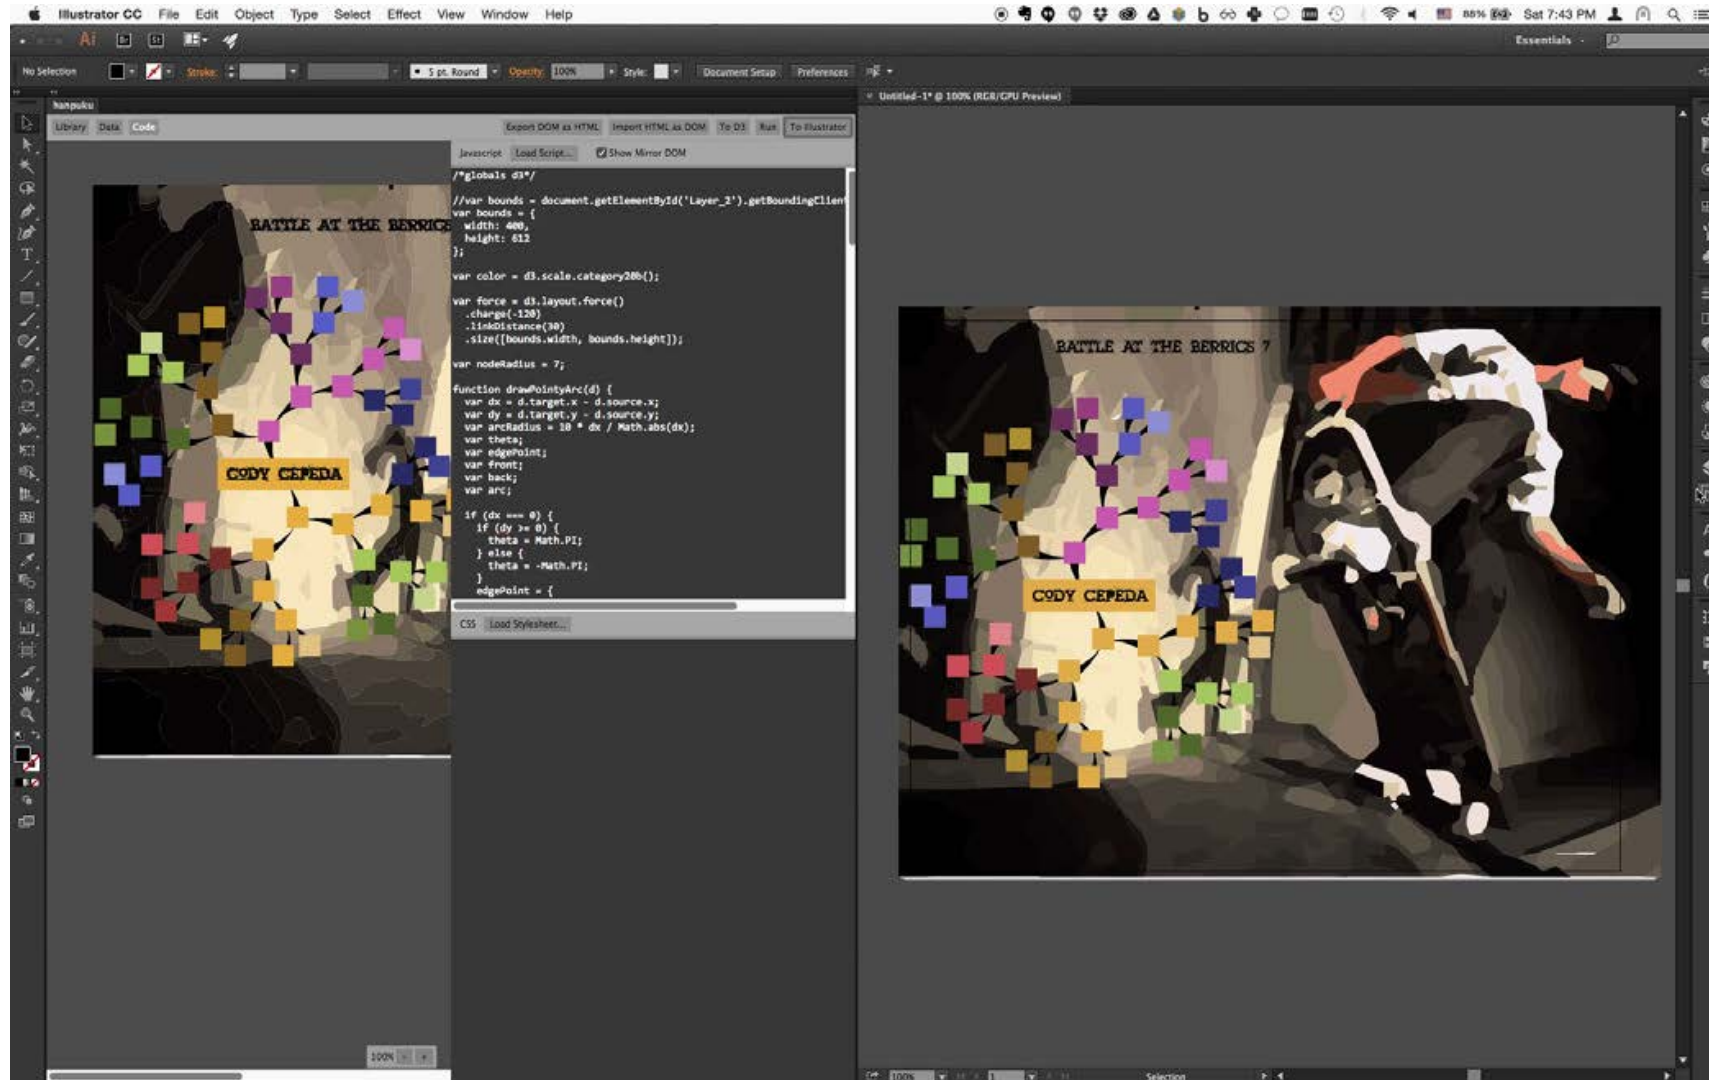 Illustrator CC File Edit Object Type Select Effect View Window Help
88% Sat 7:43 PM
Ai Br St
Essentials
No Selection Stroke: 5 pt. Round Opacity: 100% Style: Document Setup Preferences
hanpuku
Untitled-1* @ 100% (RGB/GPU Preview)
Library Data Code Export DOM as HTML Import HTML as DOM To D3 Run To Illustrator
Javascript Load Script... Show Mirror DOM
/*globals d3*/
//var bounds = document.getElementById('Layer_2').getBoundingClien
var bounds = {
width: 400,
height: 612
};
var color = d3.scale.category20b();
var force = d3.layout.force()
.charge(-120)
.linkDistance(30)
.size([bounds.width, bounds.height]);
var nodeRadius = 7;
function drawPointyArc(d) {
var dx = d.target.x - d.source.x;
var dy = d.target.y - d.source.y;
var arcRadius = 10 * dx / Math.abs(dx);
var theta;
var edgePoint;
var front;
var back;
var arc;
if (dx === 0) {
if (dy >= 0) {
theta = Math.PI;
} else {
theta = -Math.PI;
}
edgePoint = {
CSS Load Stylesheet...
BATTLE AT THE BERRICS
CODY CEPEDA
100%
BATTLE AT THE BERRICS 7
CODY CEPEDA
100% 1 Selection